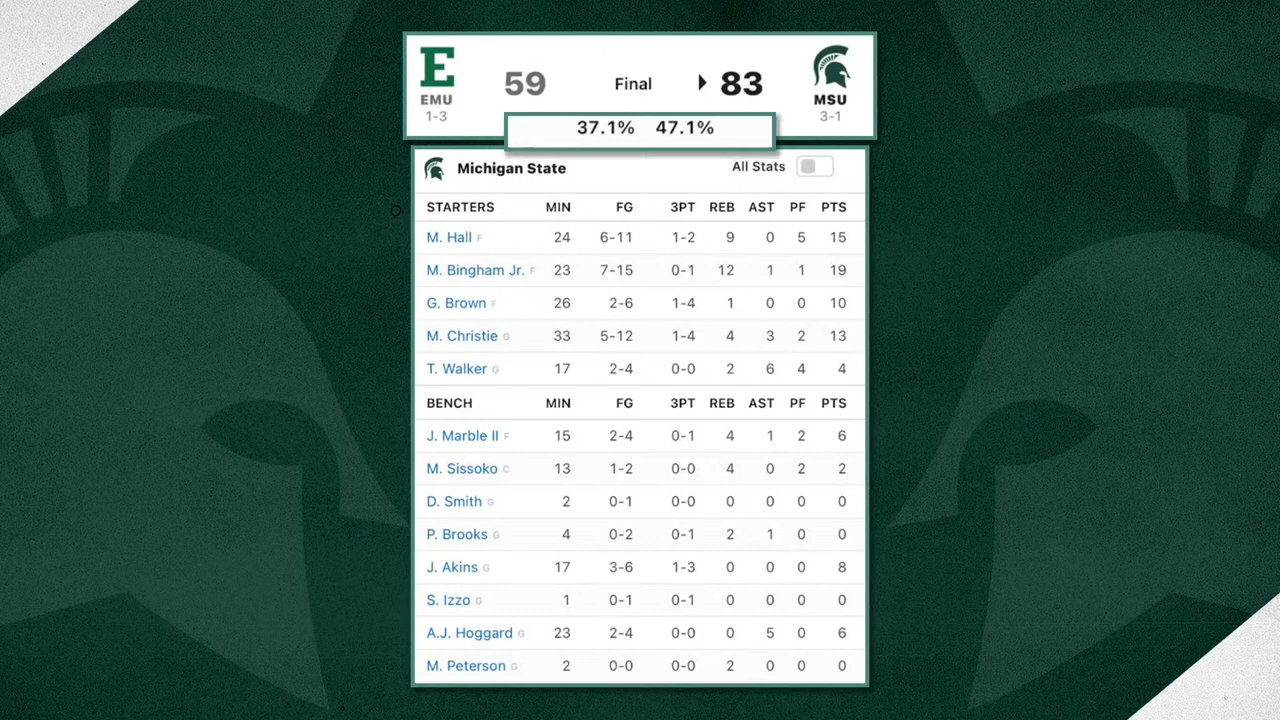 EMU
1-3
59 Final 83
MSU
3-1
37.1% 47.1%
Michigan State All Stats
STARTERS MIN FG 3PT REB AST PF PTS
M. Hall F 24 6-11 1-2 9 0 5 15
M. Bingham Jr. F 23 7-15 0-1 12 1 1 19
G. Brown F 26 2-6 1-4 1 0 0 10
M. Christie G 33 5-12 1-4 4 3 2 13
T. Walker G 17 2-4 0-0 2 6 4 4
BENCH MIN FG 3PT REB AST PF PTS
J. Marble II F 15 2-4 0-1 4 1 2 6
M. Sissoko C 13 1-2 0-0 4 0 2 2
D. Smith G 2 0-1 0-0 0 0 0 0
P. Brooks G 4 0-2 0-1 2 1 0 0
J. Akins G 17 3-6 1-3 0 0 0 8
S. Izzo G 1 0-1 0-1 0 0 0 0
A.J. Hoggard G 23 2-4 0-0 0 5 0 6
M. Peterson G 2 0-0 0-0 2 0 0 0